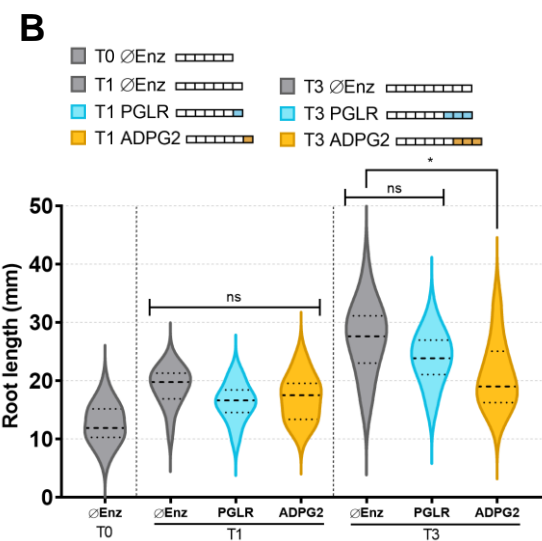 B
T0 ∅Enz
T1 ∅Enz
T1 PGLR
T1 ADPG2
T3 ∅Enz
T3 PGLR
T3 ADPG2
*
ns
ns
Root length (mm)
50
40
30
20
10
0
∅Enz ∅Enz PGLR ADPG2 ∅Enz PGLR ADPG2
T0 T1 T3